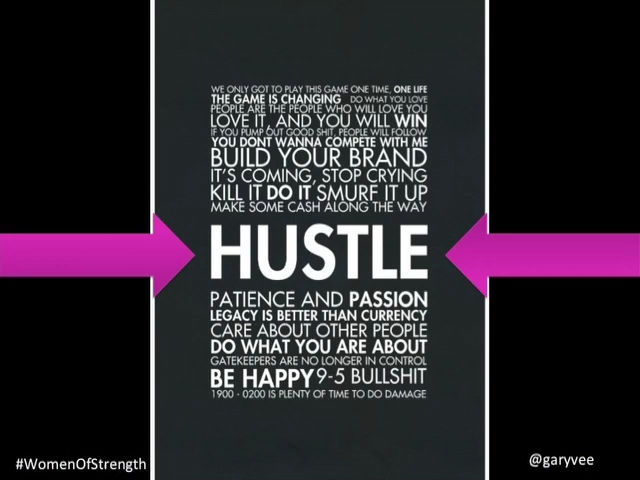 WE ONLY GOT TO PLAY THIS GAME ONE TIME, ONE LIFE
THE GAME IS CHANGING DO WHAT YOU LOVE
PEOPLE ARE THE PEOPLE WHO WILL LOVE YOU
LOVE IT, AND YOU WILL WIN
IF YOU PUMP OUT GOOD SHIT, PEOPLE WILL FOLLOW
YOU DONT WANNA COMPETE WITH ME
BUILD YOUR BRAND
IT'S COMING, STOP CRYING
KILL IT DO IT SMURF IT UP
MAKE SOME CASH ALONG THE WAY
HUSTLE
PATIENCE AND PASSION
LEGACY IS BETTER THAN CURRENCY
CARE ABOUT OTHER PEOPLE
DO WHAT YOU ARE ABOUT
GATEKEEPERS ARE NO LONGER IN CONTROL
BE HAPPY 9-5 BULLSHIT
1900 - 0200 IS PLENTY OF TIME TO DO DAMAGE
#WomenOfStrength
@garyvee